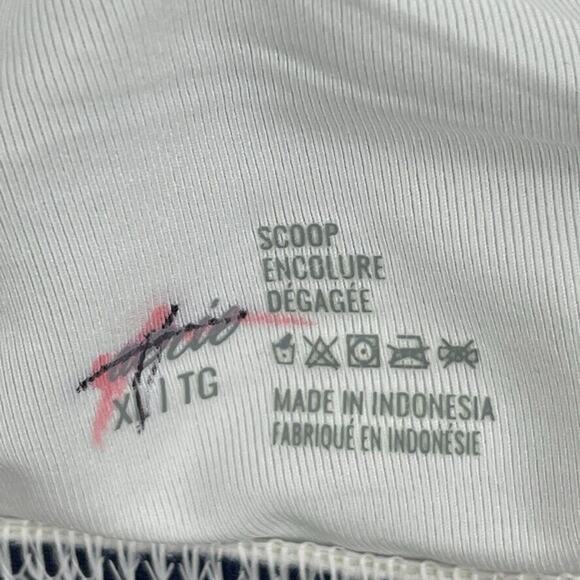 SCOOP
ENCOLURE
DÉGAGÉE
XL | TG
MADE IN INDONESIA
FABRIQUÉ EN INDONÉSIE